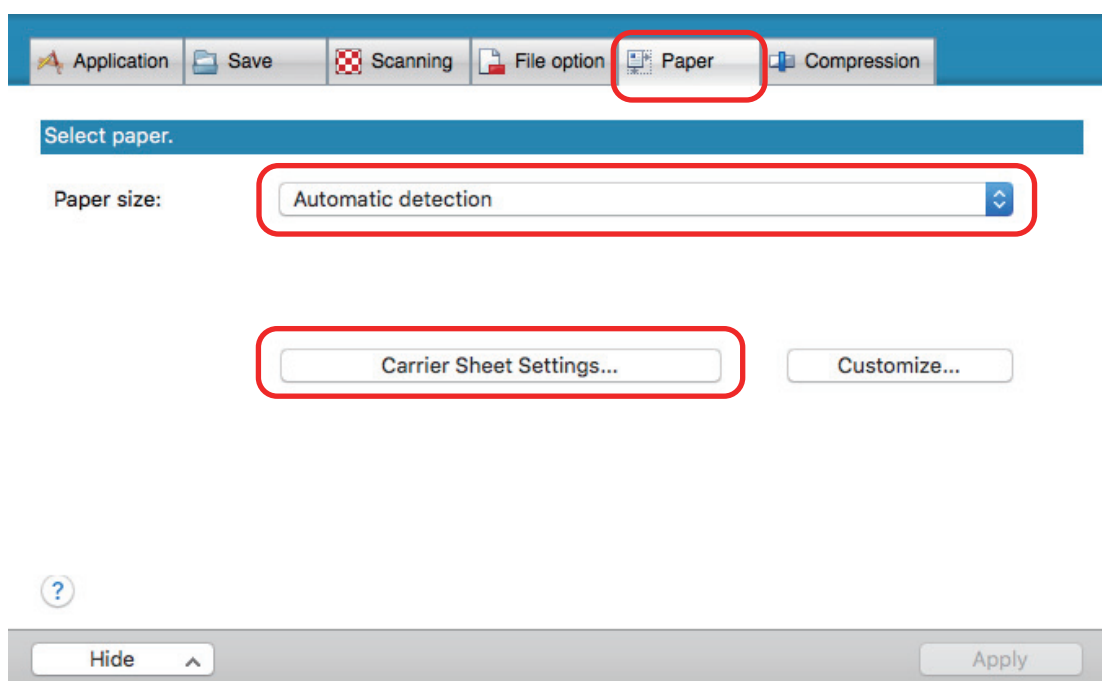 Application Save Scanning File option Paper Compression
Select paper.
Paper size: Automatic detection
Carrier Sheet Settings... Customize...
?
Hide Apply